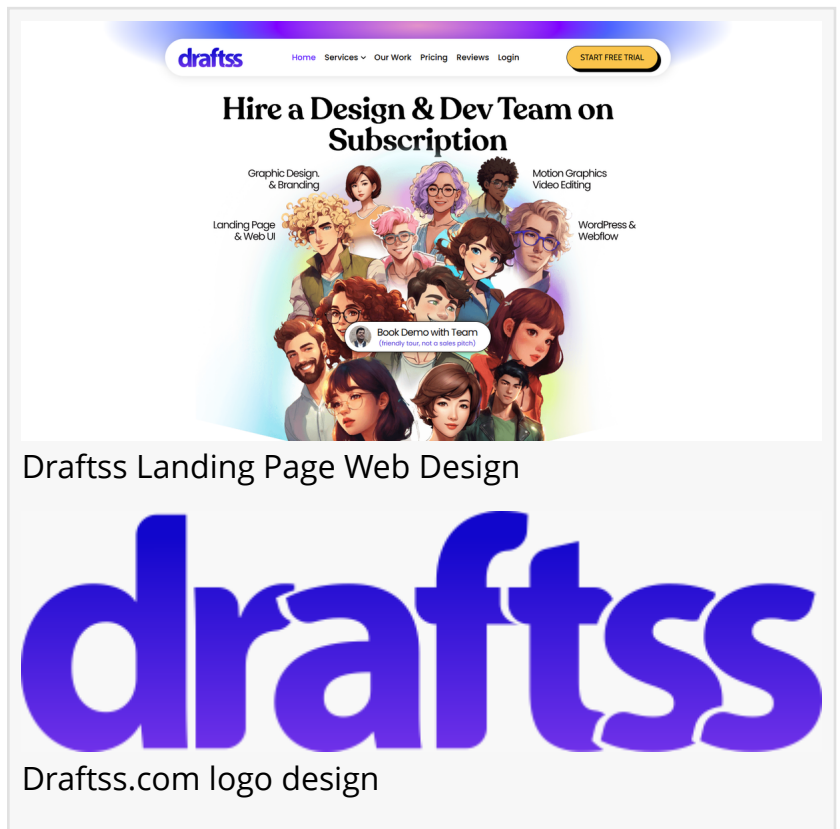 draftss Home Services Our Work Pricing Reviews Login START FREE TRIAL
Hire a Design & Dev Team on
Subscription
Graphic Design.
& Branding
Motion Graphics
Video Editing
Landing Page
& Web UI
WordPress &
Webflow
Book Demo with Team
(friendly tour, not a sales pitch)
Draftss Landing Page Web Design
draftss
Draftss.com logo design